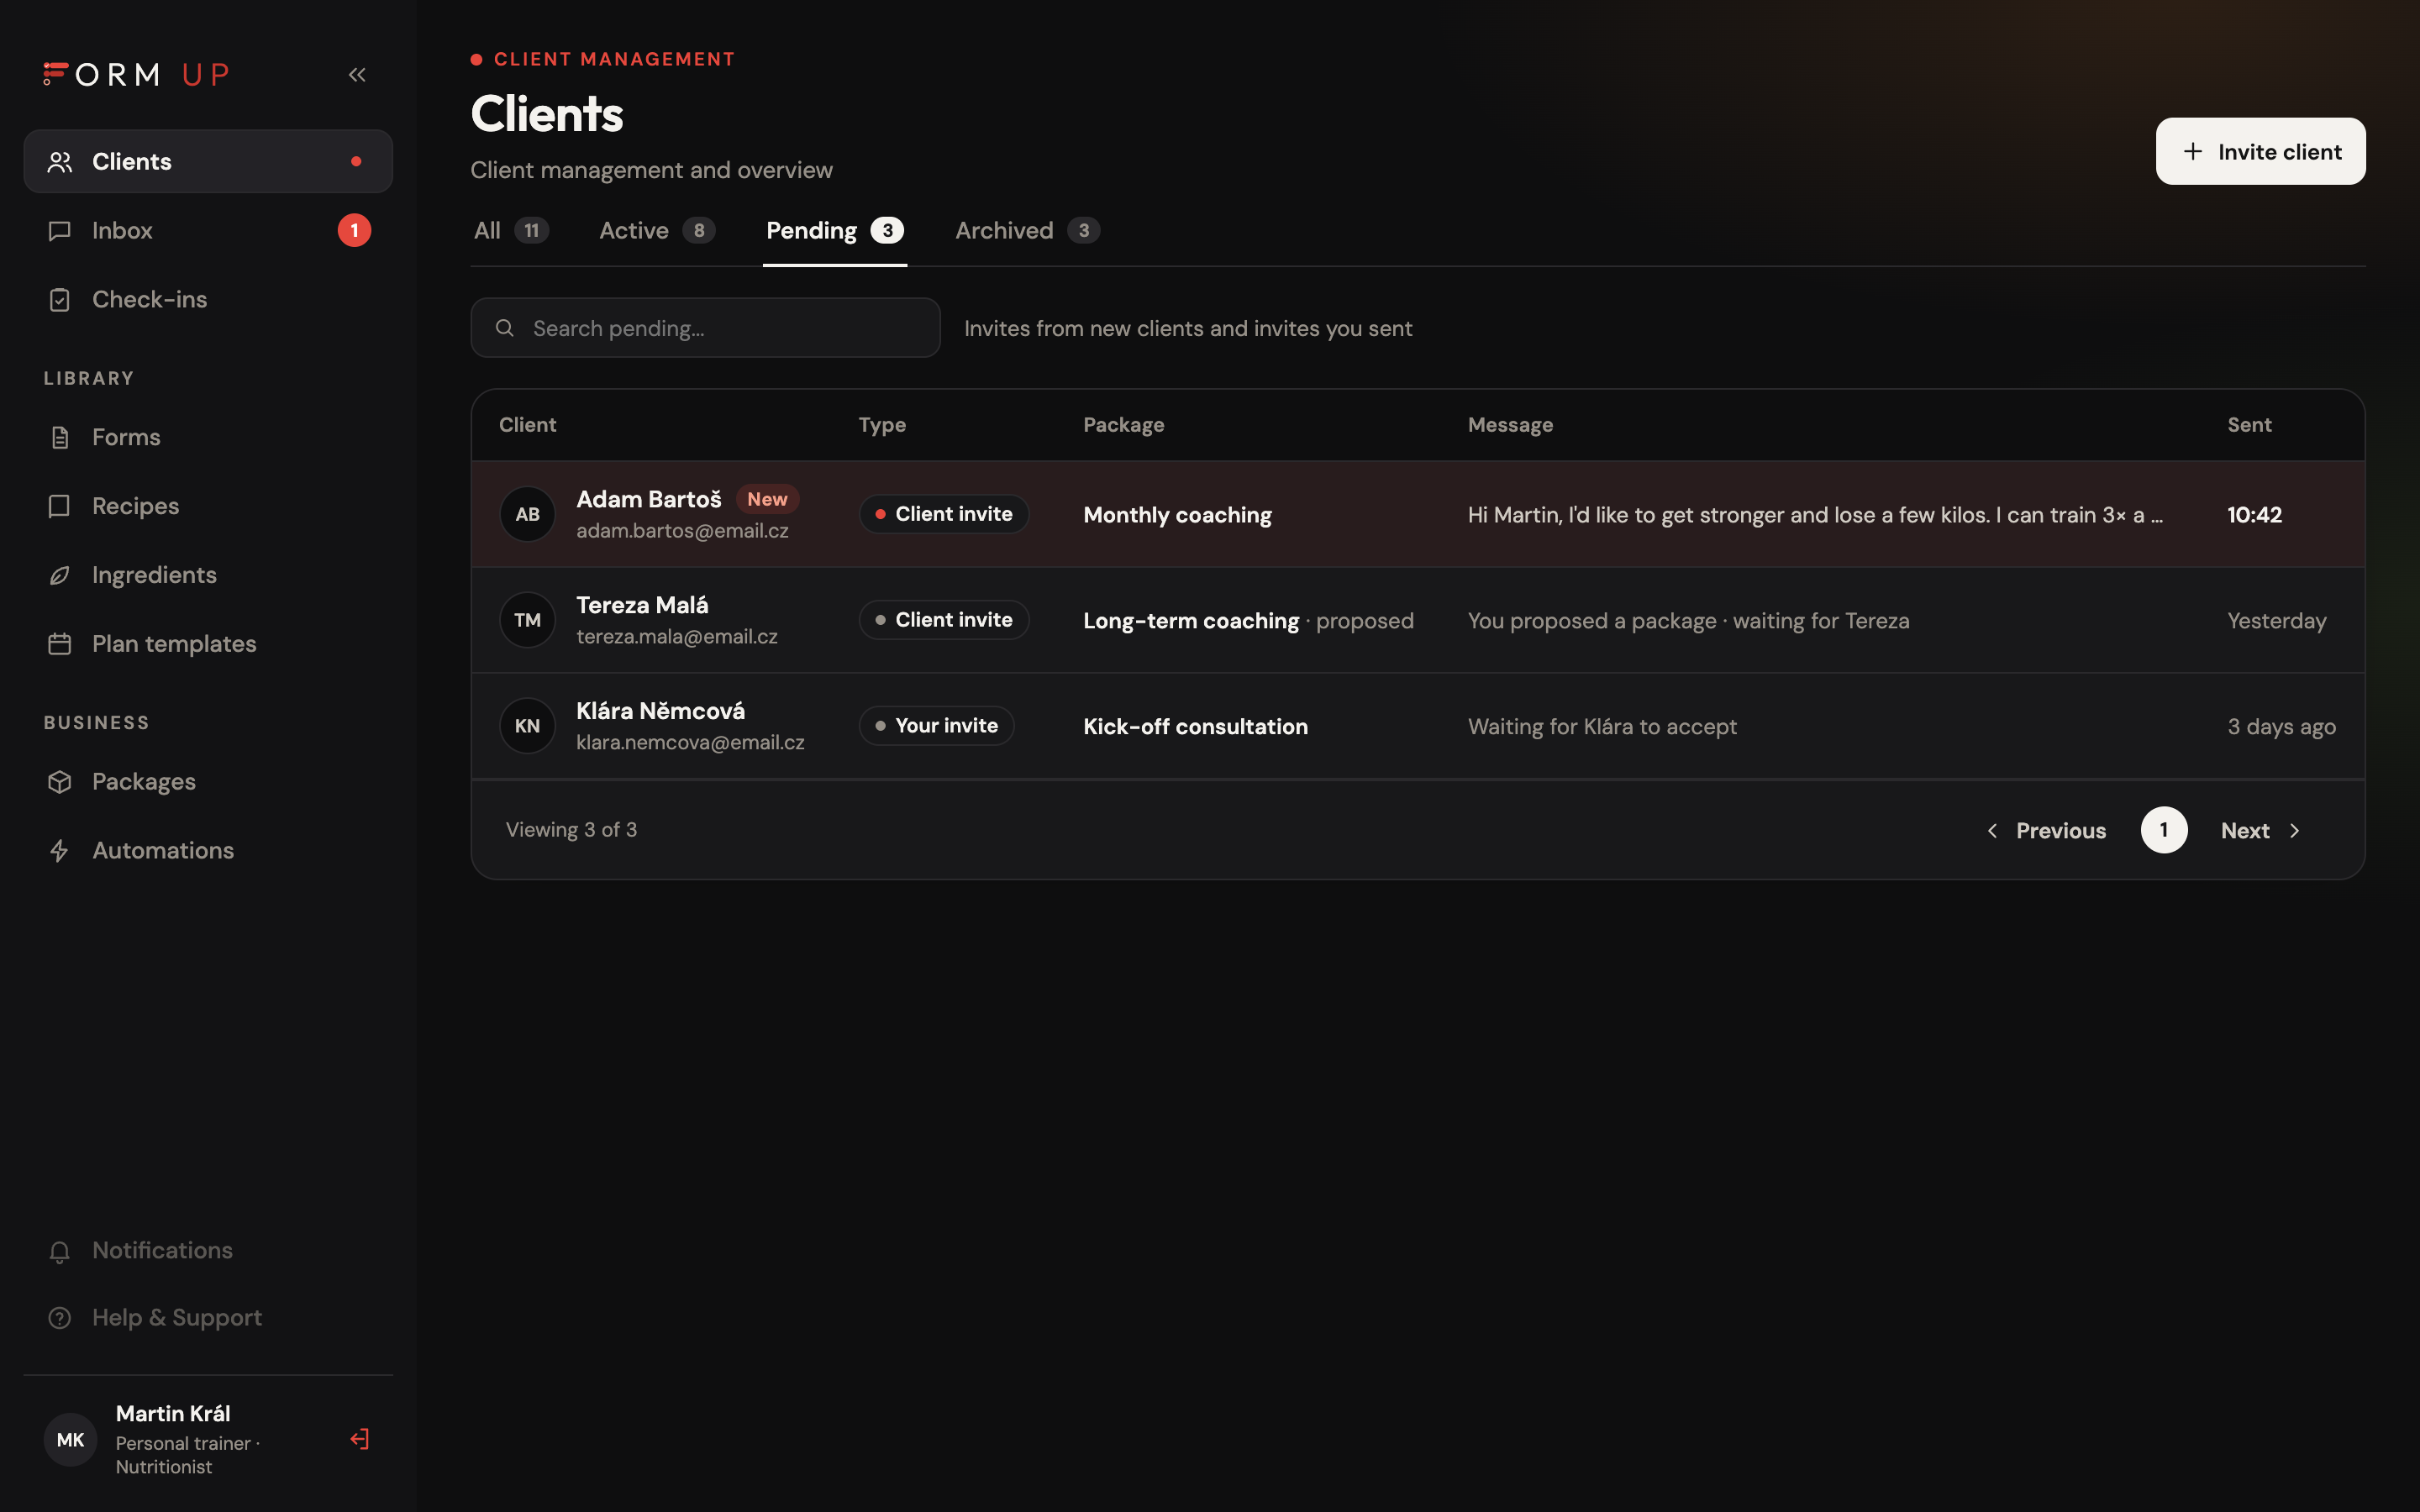 FORM UP
Clients
Inbox 1
Check-ins
LIBRARY
Forms
Recipes
Ingredients
Plan templates
BUSINESS
Packages
Automations
Notifications
Help & Support
MK
Martin Král
Personal trainer ·
Nutritionist
CLIENT MANAGEMENT
Clients
Client management and overview
+ Invite client
All 11 Active 8 Pending 3 Archived 3
Search pending...
Invites from new clients and invites you sent
Client Type Package Message Sent
AB Adam Bartoš New Client invite Monthly coaching Hi Martin, I'd like to get stronger and lose a few kilos. I can train 3× a ... 10:42
adam.bartos@email.cz
TM Tereza Malá Client invite Long-term coaching · proposed You proposed a package · waiting for Tereza Yesterday
tereza.mala@email.cz
KN Klára Němcová Your invite Kick-off consultation Waiting for Klára to accept 3 days ago
klara.nemcova@email.cz
Viewing 3 of 3
Previous 1 Next